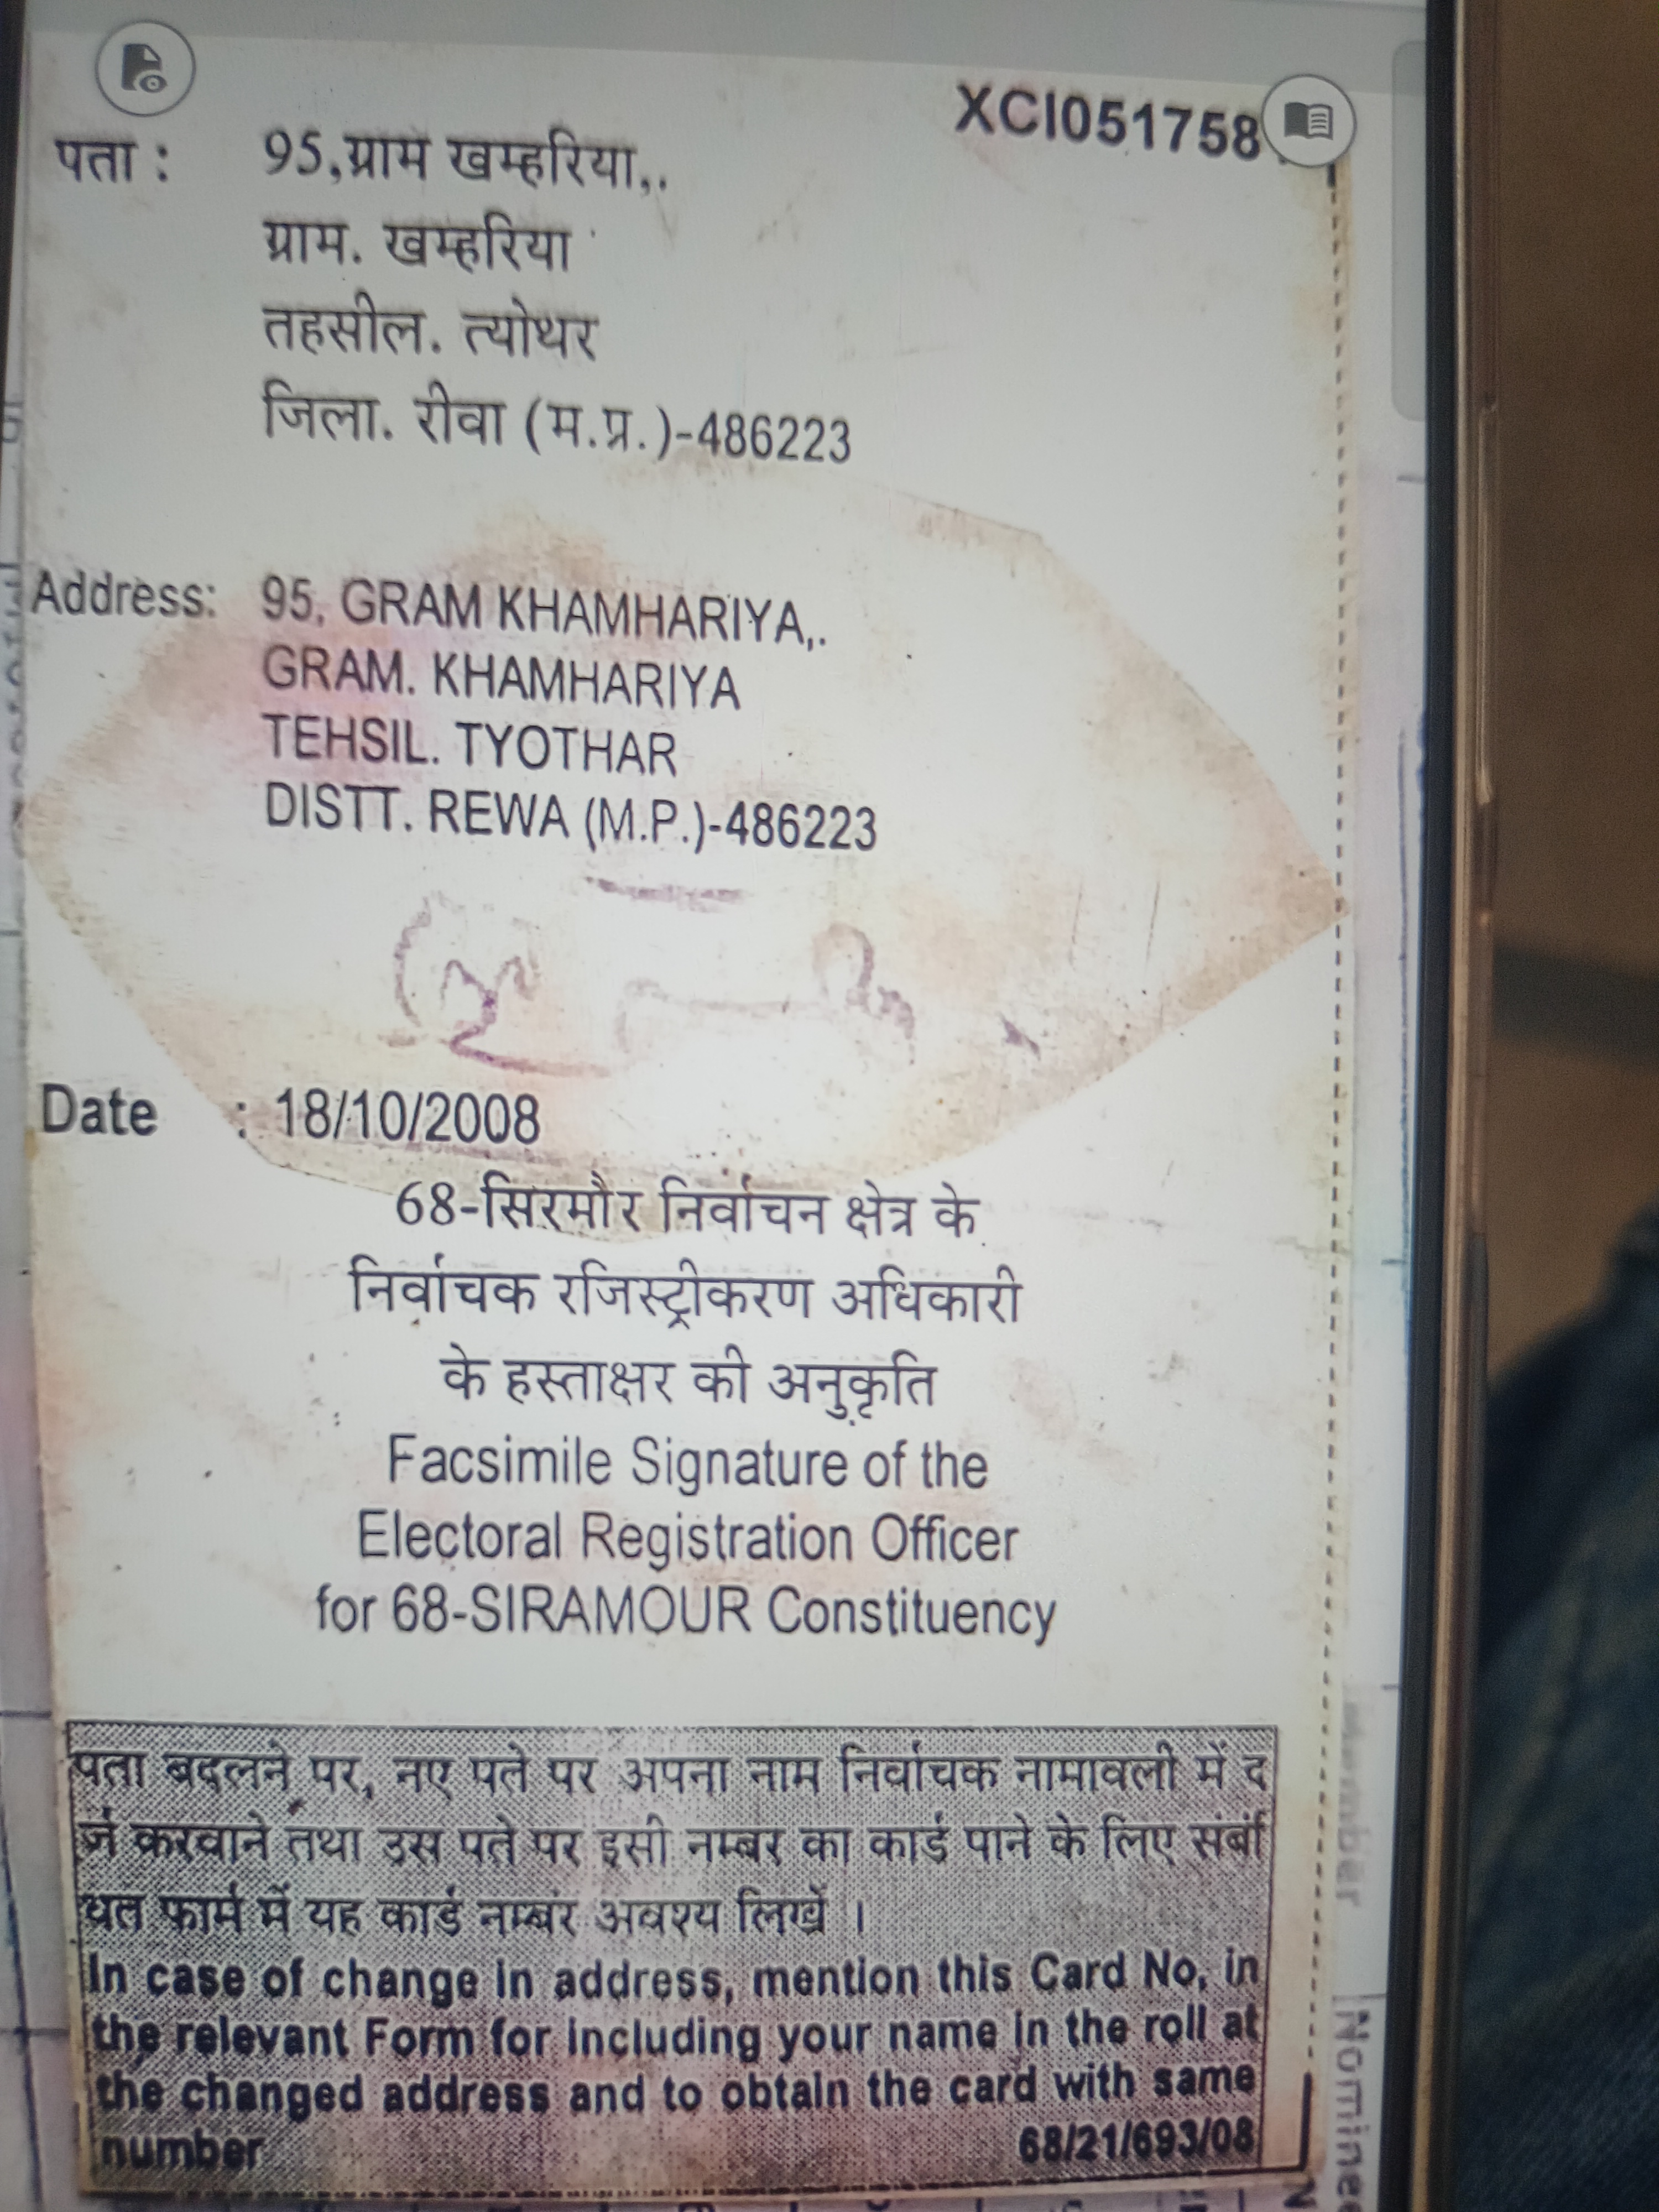 XCI051758
पता : 95,ग्राम खम्हरिया,.
ग्राम. खम्हरिया
तहसील. त्योथर
जिला. रीवा (म.प्र.)-486223
Address: 95, GRAM KHAMHARIYA,.
GRAM. KHAMHARIYA
TEHSIL. TYOTHAR
DISTT. REWA (M.P.)-486223
Date : 18/10/2008
68-सिरमौर निर्वाचन क्षेत्र के
निर्वाचक रजिस्ट्रीकरण अधिकारी
के हस्ताक्षर की अनुकृति
Facsimile Signature of the
Electoral Registration Officer
for 68-SIRAMOUR Constituency
पता बदलने पर, नए पते पर अपना नाम निर्वाचक नामावली में द
र्ज करवाने तथा उस पते पर इसी नम्बर का कार्ड पाने के लिए संबं
धित फार्म में यह कार्ड नम्बर अवश्य लिखें ।
In case of change in address, mention this Card No. in
the relevant Form for including your name in the roll at
the changed address and to obtain the card with same
number 68/21/693/08
Nominee